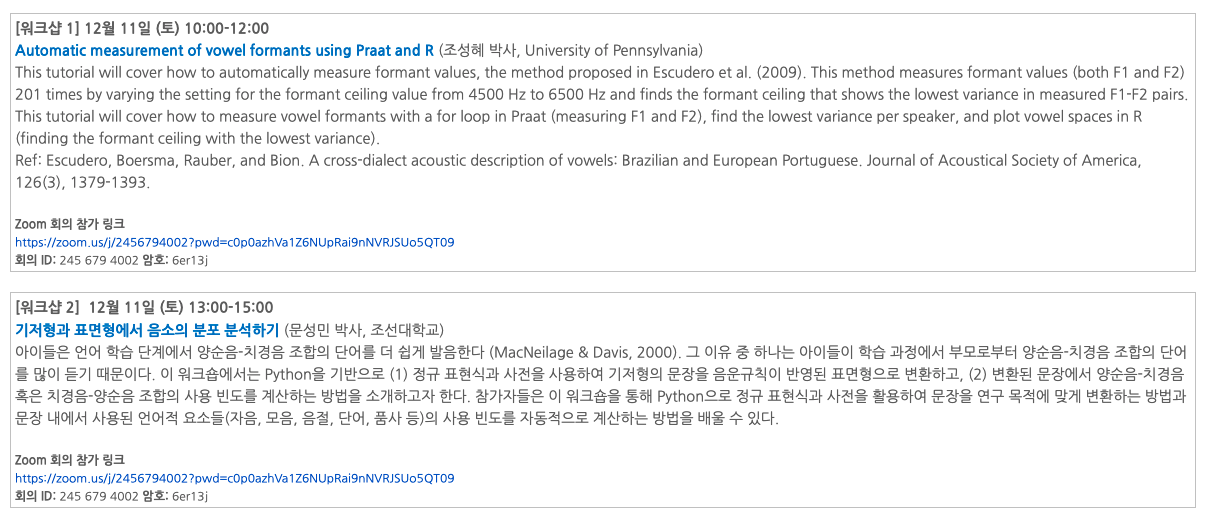 [워크샵 1] 12월 11일 (토) 10:00-12:00
Automatic measurement of vowel formants using Praat and R (조성혜 박사, University of Pennsylvania)
This tutorial will cover how to automatically measure formant values, the method proposed in Escudero et al. (2009). This method measures formant values (both F1 and F2)
201 times by varying the setting for the formant ceiling value from 4500 Hz to 6500 Hz and finds the formant ceiling that shows the lowest variance in measured F1-F2 pairs.
This tutorial will cover how to measure vowel formants with a for loop in Praat (measuring F1 and F2), find the lowest variance per speaker, and plot vowel spaces in R
(finding the formant ceiling with the lowest variance).
Ref: Escudero, Boersma, Rauber, and Bion. A cross-dialect acoustic description of vowels: Brazilian and European Portuguese. Journal of Acoustical Society of America,
126(3), 1379-1393.
Zoom 회의 참가 링크
https://zoom.us/j/2456794002?pwd=c0p0azhVa1Z6NUpRai9nNVRJSUo5QT09
회의 ID: 245 679 4002 암호: 6er13j
[워크샵 2] 12월 11일 (토) 13:00-15:00
기저형과 표면형에서 음소의 분포 분석하기 (문성민 박사, 조선대학교)
아이들은 언어 학습 단계에서 양순음-치경음 조합의 단어를 더 쉽게 발음한다 (MacNeilage & Davis, 2000). 그 이유 중 하나는 아이들이 학습 과정에서 부모로부터 양순음-치경음 조합의 단어
를 많이 듣기 때문이다. 이 워크숍에서는 Python을 기반으로 (1) 정규 표현식과 사전을 사용하여 기저형의 문장을 음운규칙이 반영된 표면형으로 변환하고, (2) 변환된 문장에서 양순음-치경음
혹은 치경음-양순음 조합의 사용 빈도를 계산하는 방법을 소개하고자 한다. 참가자들은 이 워크숍을 통해 Python으로 정규 표현식과 사전을 활용하여 문장을 연구 목적에 맞게 변환하는 방법과
문장 내에서 사용된 언어적 요소들(자음, 모음, 음절, 단어, 품사 등)의 사용 빈도를 자동적으로 계산하는 방법을 배울 수 있다.
Zoom 회의 참가 링크
https://zoom.us/j/2456794002?pwd=c0p0azhVa1Z6NUpRai9nNVRJSUo5QT09
회의 ID: 245 679 4002 암호: 6er13j